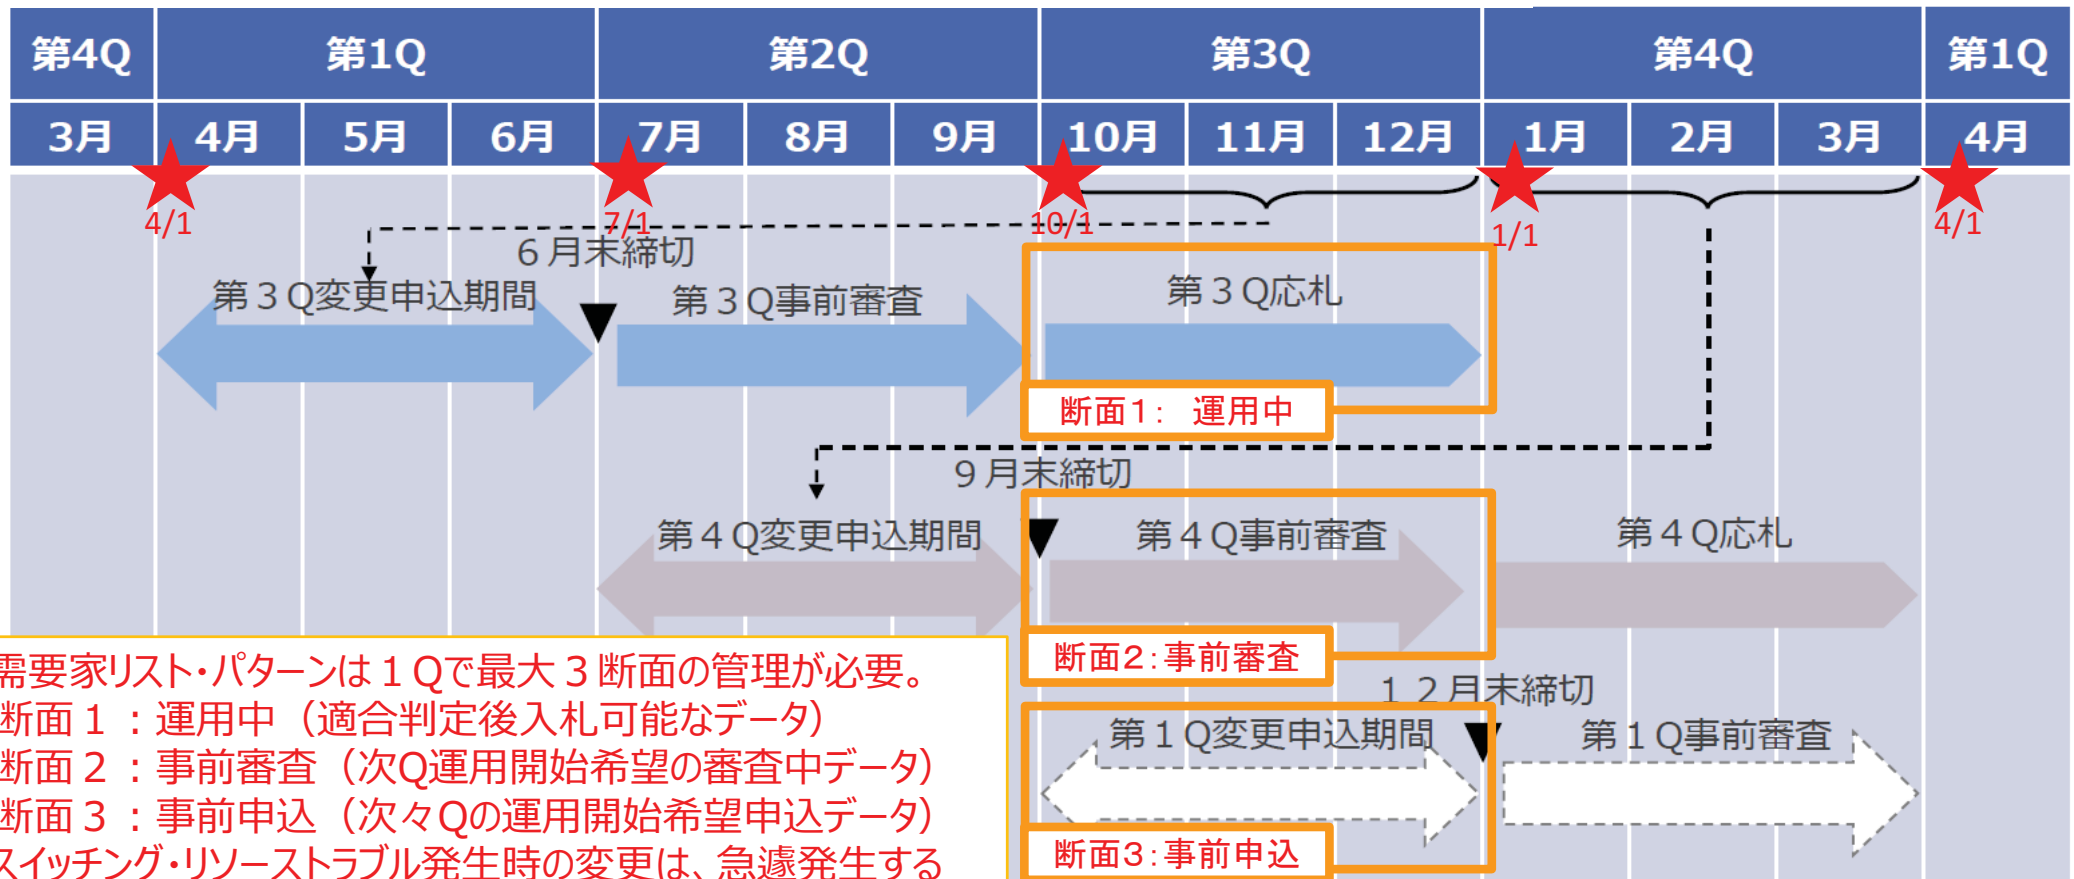 第4Q 第1Q 第2Q 第3Q 第4Q 第1Q
3月 4月 5月 6月 7月 8月 9月 10月 11月 12月 1月 2月 3月 4月
4/1 7/1 10/1 1/1 4/1
６月末締切
第３Q変更申込期間 第３Q事前審査 第３Q応札
断面1： 運用中
９月末締切
第４Q変更申込期間 第４Q事前審査 第４Q応札
断面2：事前審査
１２月末締切
第１Q変更申込期間 第１Q事前審査
断面3：事前申込
需要家リスト・パターンは１Qで最大３断面の管理が必要。
断面１：運用中（適合判定後入札可能なデータ）
断面２：事前審査（次Q運用開始希望の審査中データ）
断面３：事前申込（次々Qの運用開始希望申込データ）
スイッチング・リソーストラブル発生時の変更は、急遽発生する